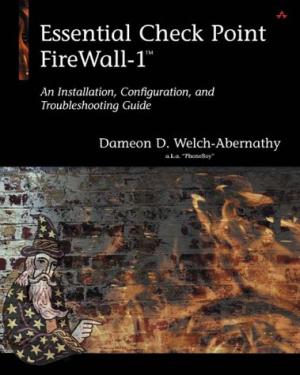 Essential Check Point
FireWall-1™
An Installation, Configuration, and
Troubleshooting Guide
Dameon D. Welch-Abernathy
a.k.a. "PhoneBoy"